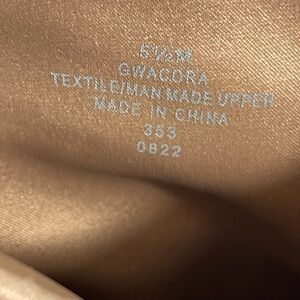 5½M
GWACORA
TEXTILE/MAN MADE UPPER
MADE IN CHINA
353
0822